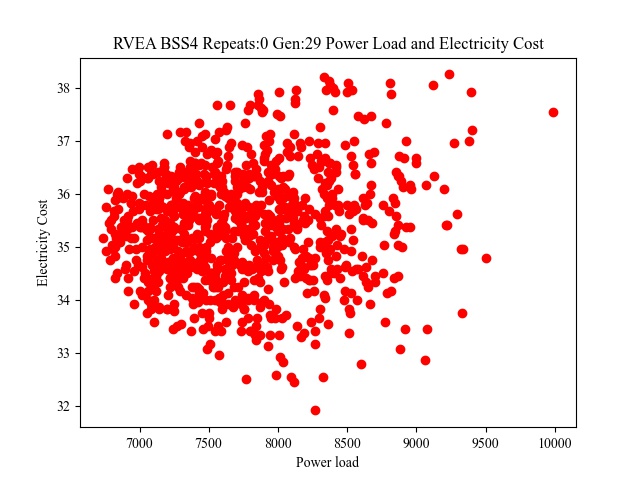 RVEA BSS4 Repeats:0 Gen:29 Power Load and Electricity Cost
38
37
36
35
34
33
32
Electricity Cost
7000 7500 8000 8500 9000 9500 10000
Power load